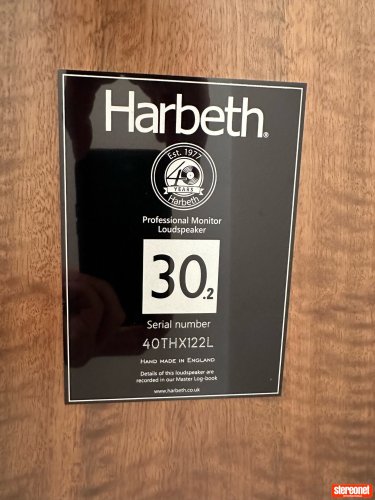 Harbeth®
Est. 1977
40
YEARS
Harbeth
Professional Monitor
Loudspeaker
30.2
Serial number
40THX122L
HAND MADE IN ENGLAND
Details of this loudspeaker are
recorded in our Master Log-book
www.harbeth.co.uk
stereonet